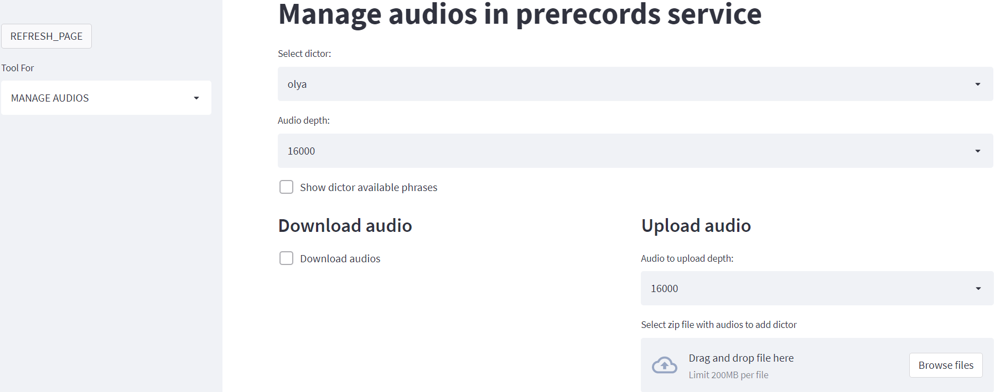 REFRESH_PAGE
Tool For
MANAGE AUDIOS
Manage audios in prerecords service
Select dictor:
olya
Audio depth:
16000
Show dictor available phrases
Download audio
Download audios
Upload audio
Audio to upload depth:
16000
Select zip file with audios to add dictor
Drag and drop file here
Limit 200MB per file
Browse files